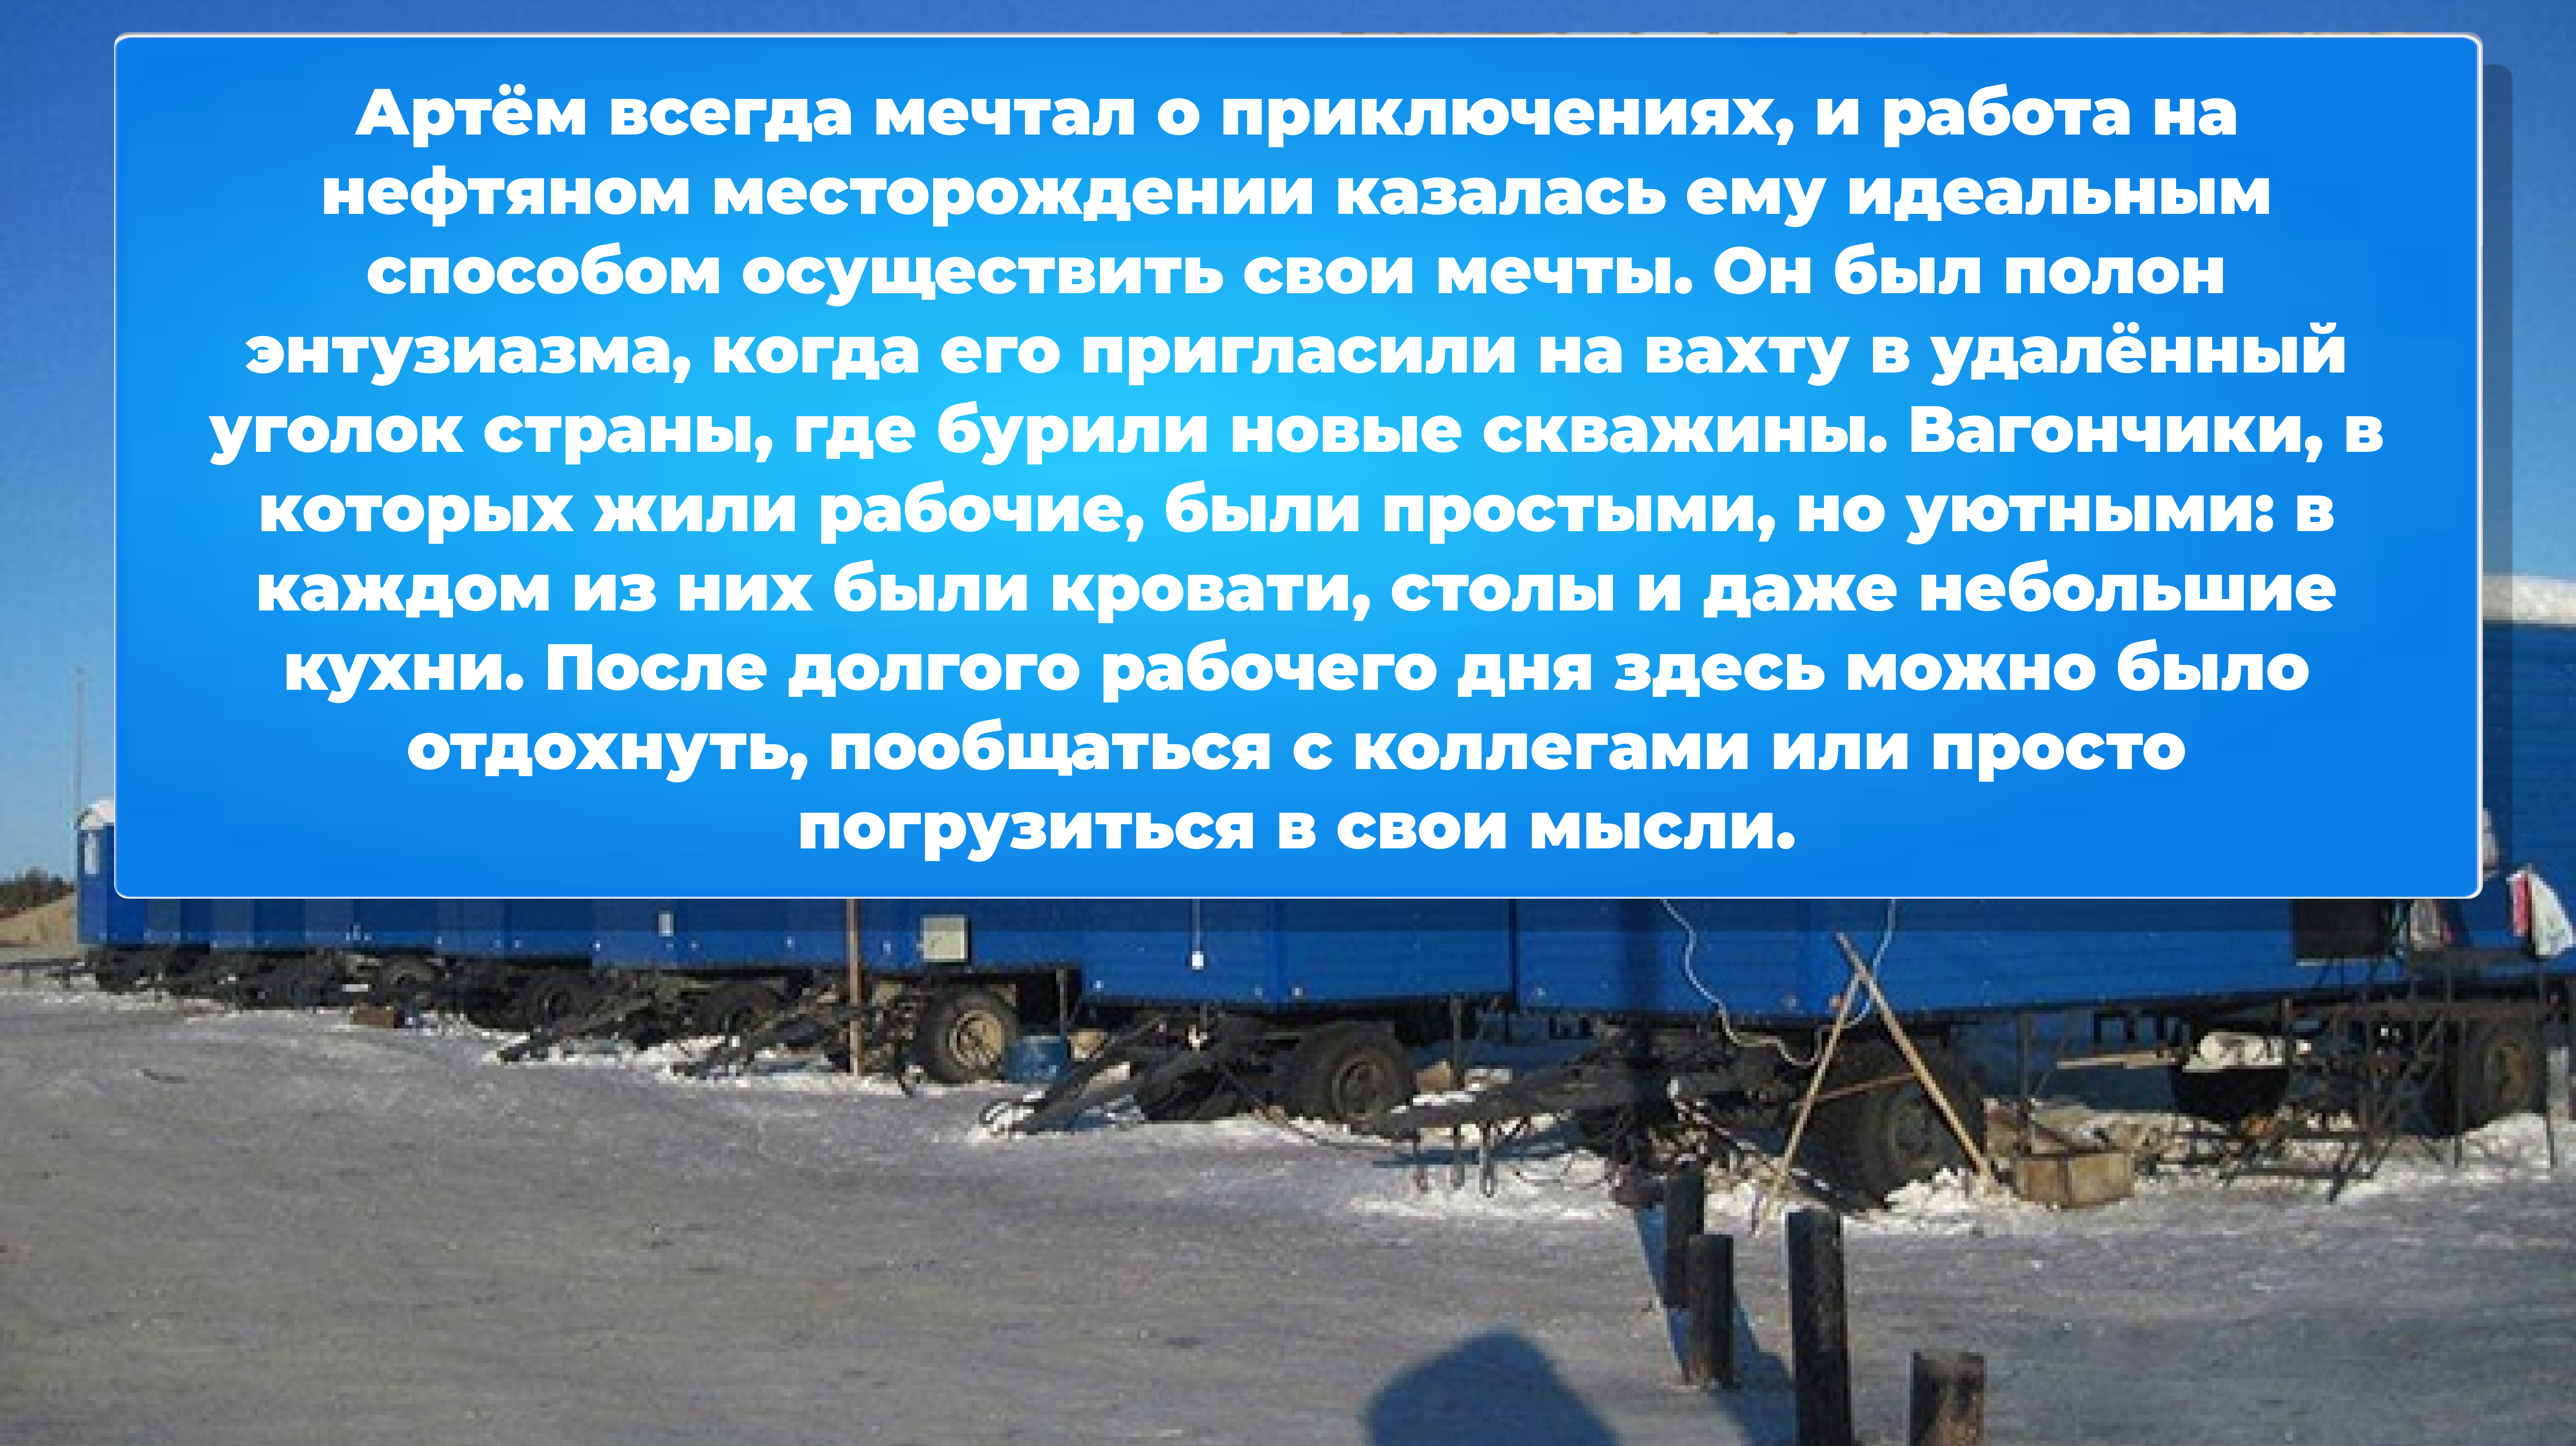 Артём всегда мечтал о приключениях, и работа на
нефтяном месторождении казалась ему идеальным
способом осуществить свои мечты. Он был полон
энтузиазма, когда его пригласили на вахту в удалённый
уголок страны, где бурили новые скважины. Вагончики, в
которых жили рабочие, были простыми, но уютными: в
каждом из них были кровати, столы и даже небольшие
кухни. После долгого рабочего дня здесь можно было
отдохнуть, пообщаться с коллегами или просто
погрузиться в свои мысли.